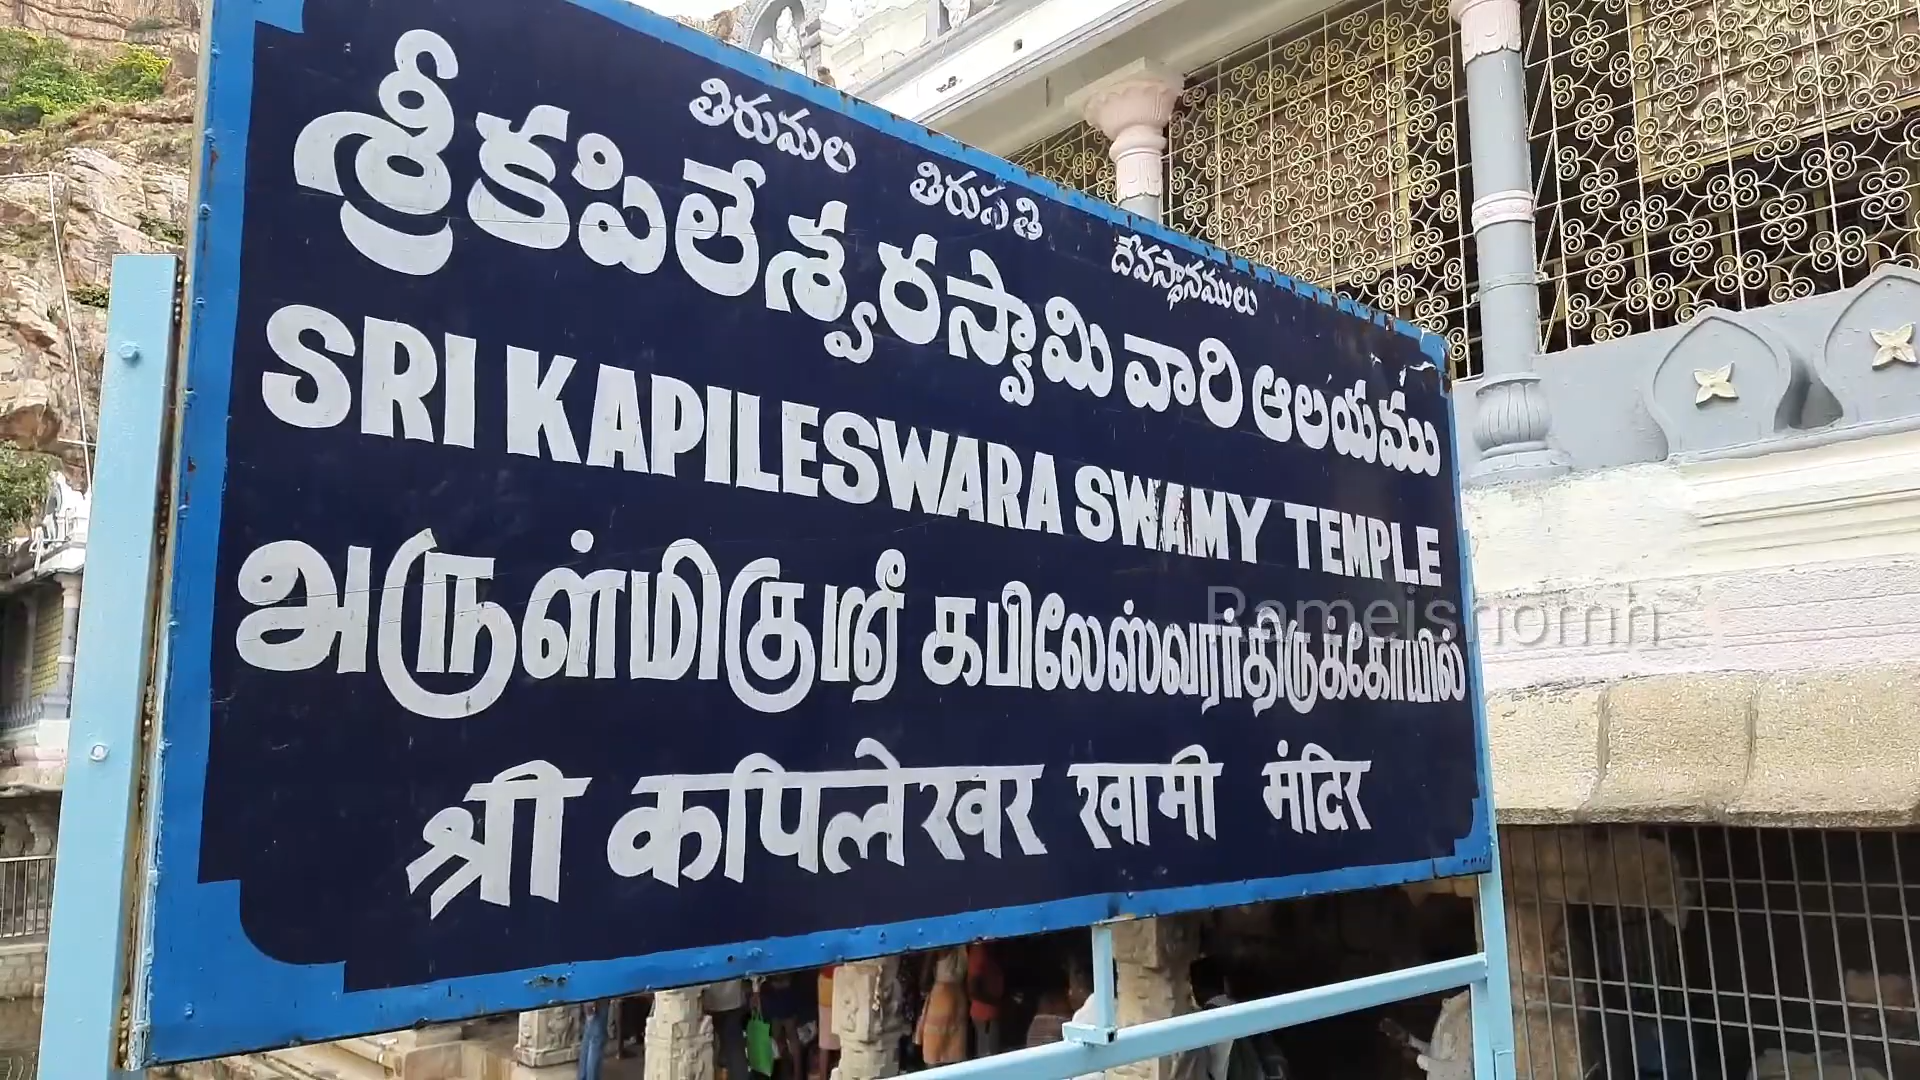 తిరుమల తిరుపతి దేవస్థానములు
శ్రీ కపిలేశ్వరస్వామి వారి ఆలయము
SRI KAPILESWARA SWAMY TEMPLE
அருள்மிகு ஸ்ரீ கபிலேஸ்வரர் திருக்கோயில்
श्री कपिलेश्वर स्वामी मंदिर